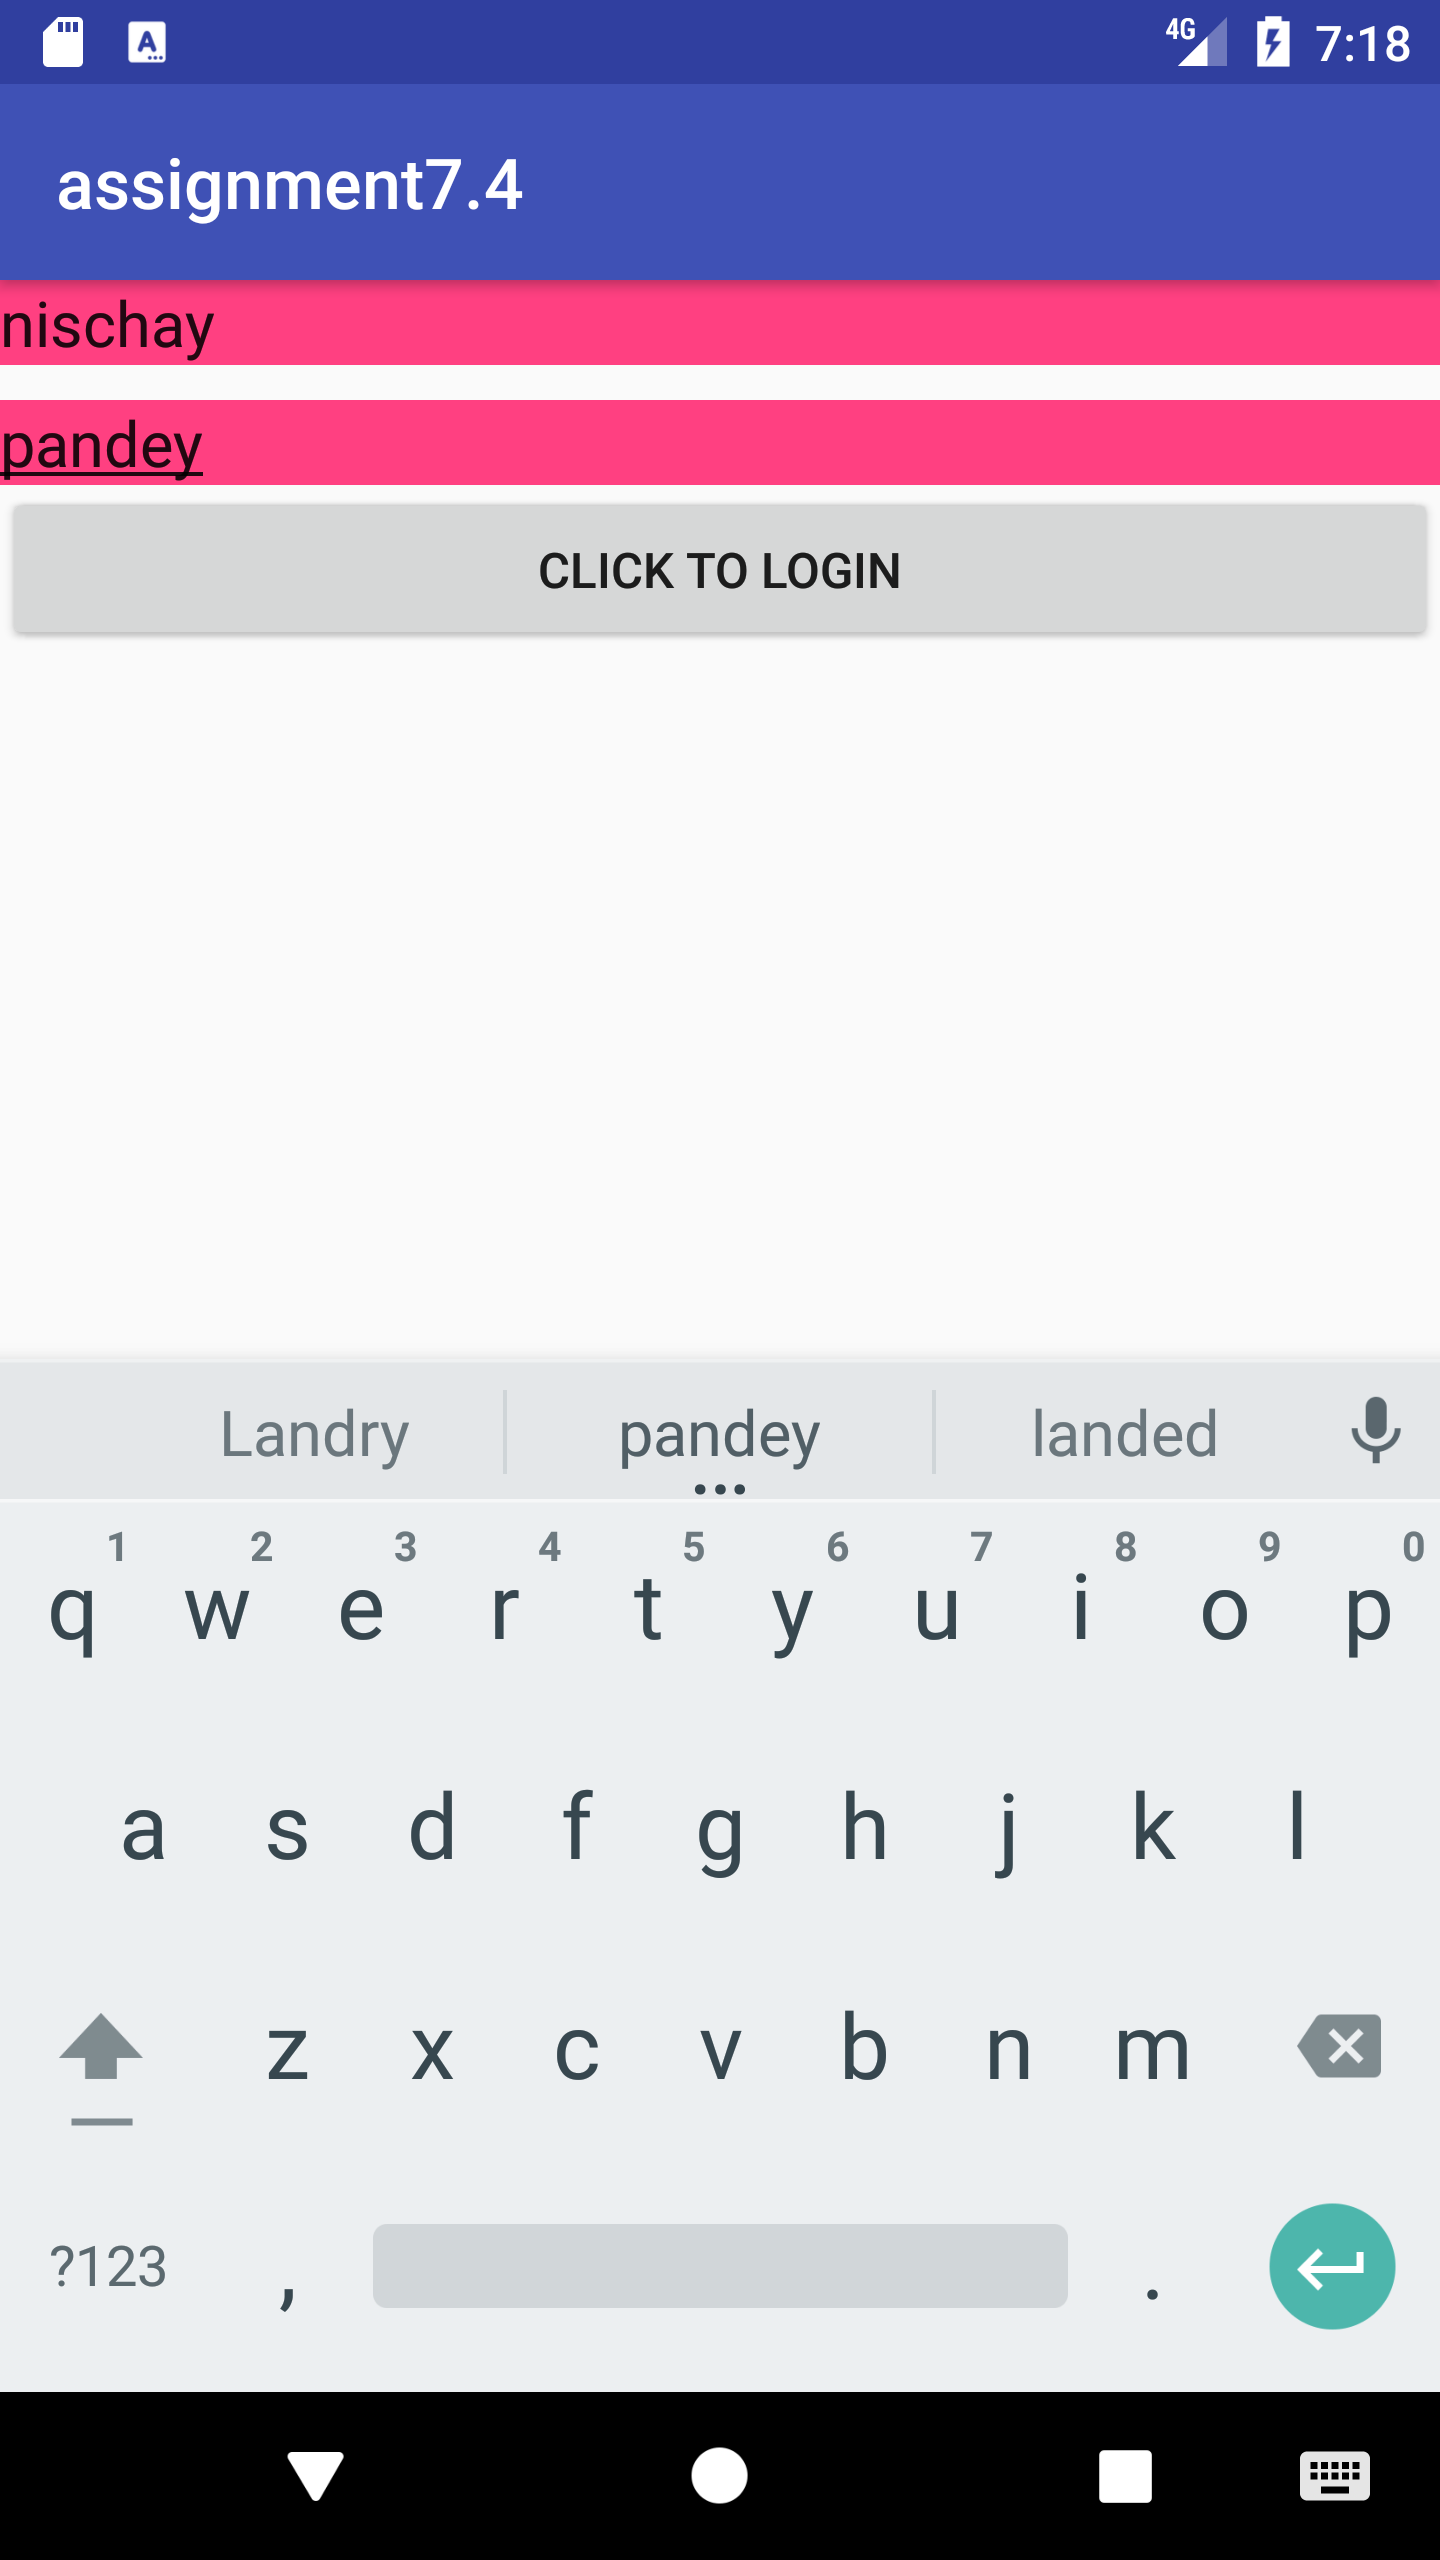 4G 7:18
assignment7.4
nischay
pandey
CLICK TO LOGIN
Landry pandey landed
1 2 3 4 5 6 7 8 9 0
q w e r t y u i o p
a s d f g h j k l
z x c v b n m
?123 , .